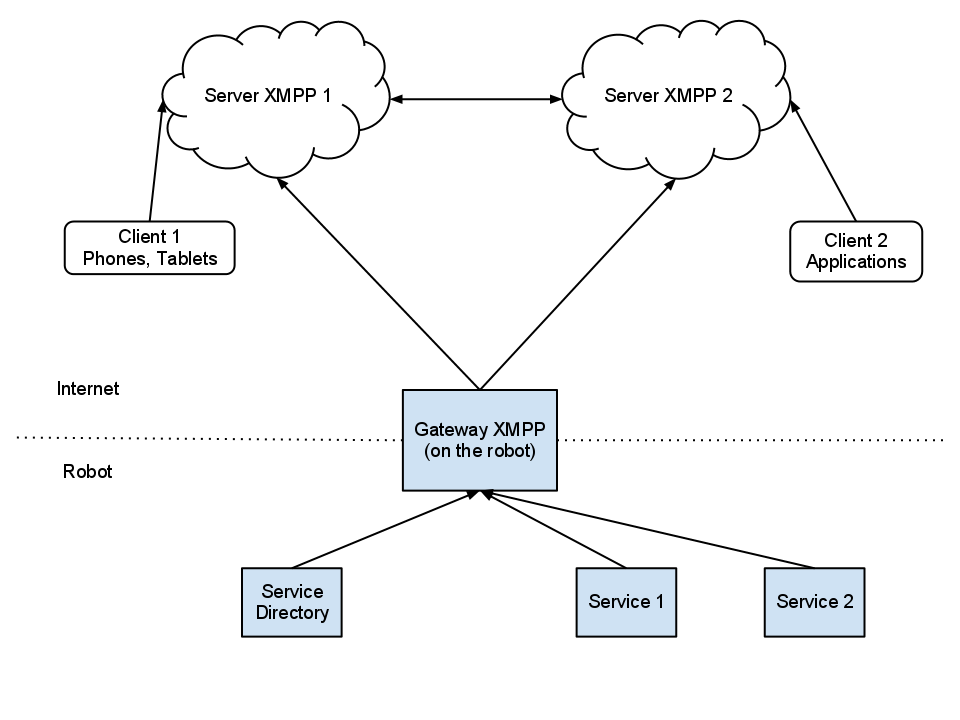 Server XMPP 1
Server XMPP 2
Client 1
Phones, Tablets
Client 2
Applications
Internet
Gateway XMPP
(on the robot)
Robot
Service
Directory
Service 1
Service 2